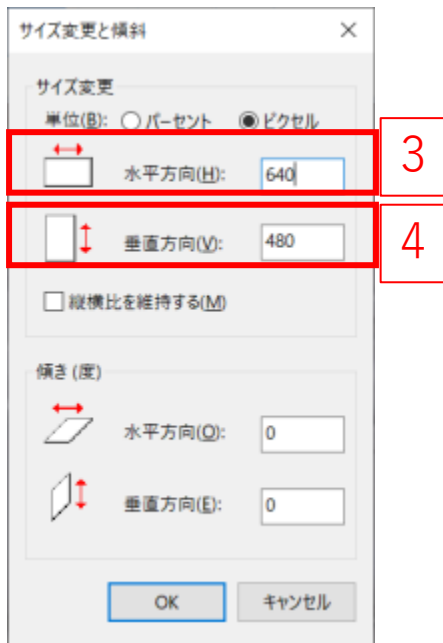 サイズ変更と傾斜
サイズ変更
単位(B): パーセント ピクセル
水平方向(H): 640
3
垂直方向(V): 480
4
縦横比を維持する(M)
傾き (度)
水平方向(O): 0
垂直方向(E): 0
OK キャンセル